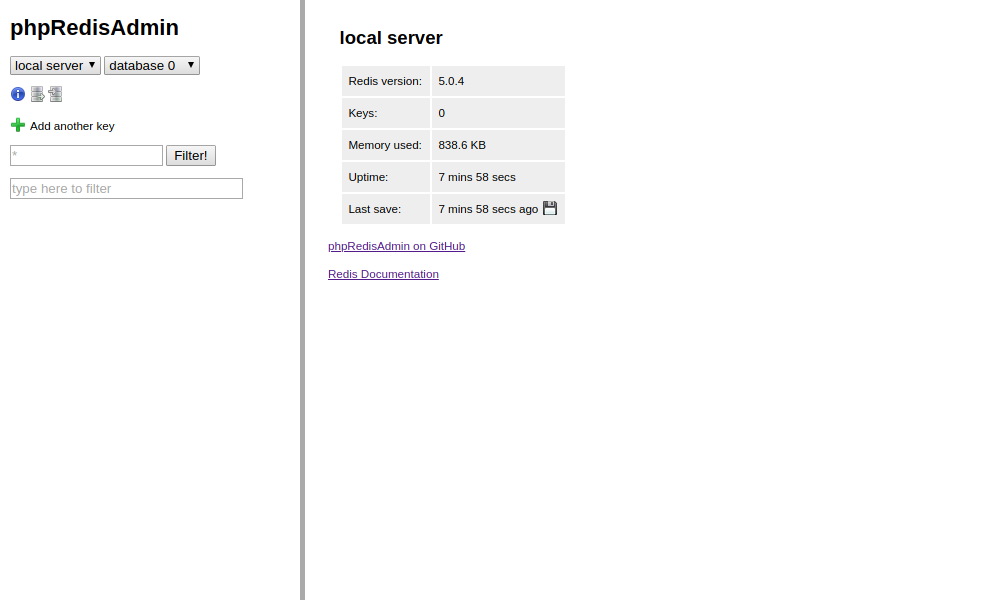 phpRedisAdmin
local server database 0
Add another key
* Filter!
type here to filter
local server
Redis version: 5.0.4
Keys: 0
Memory used: 838.6 KB
Uptime: 7 mins 58 secs
Last save: 7 mins 58 secs ago
phpRedisAdmin on GitHub
Redis Documentation